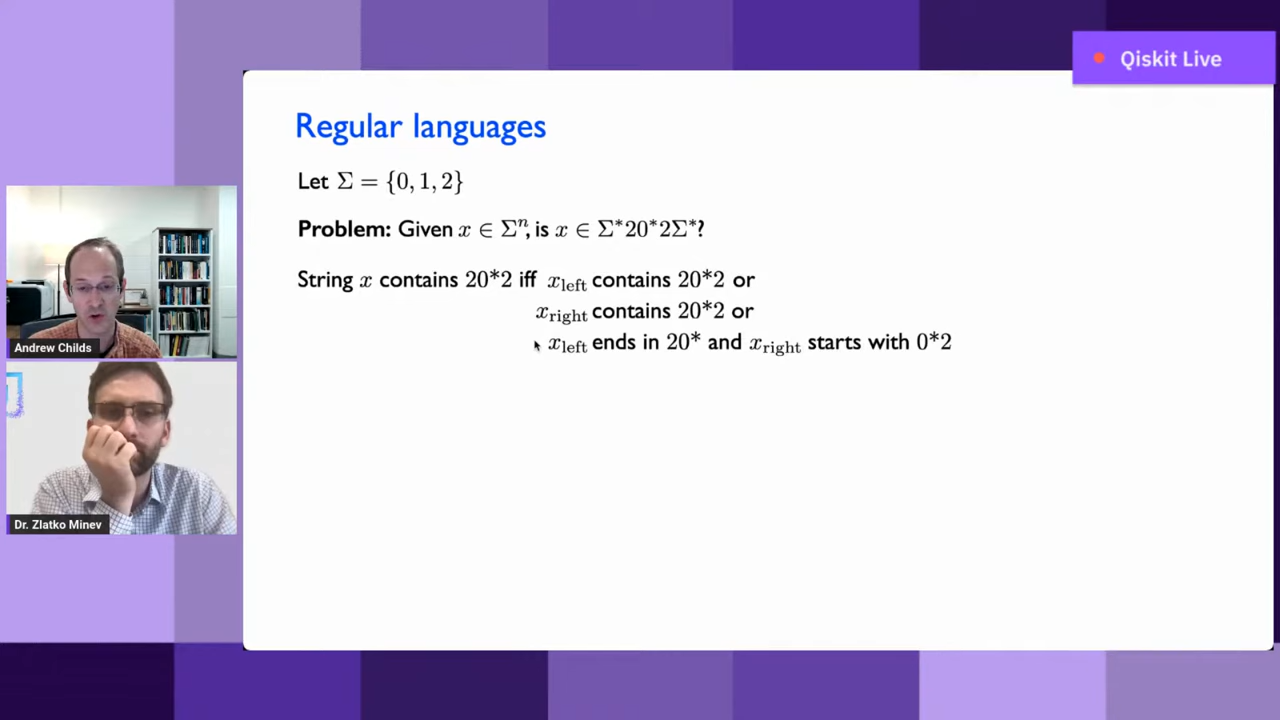 Qiskit Live
Regular languages
Let Σ = {0, 1, 2}
Problem: Given x ∈ Σⁿ, is x ∈ Σ*20*2Σ*?
String x contains 20*2 iff x_left contains 20*2 or
x_right contains 20*2 or
x_left ends in 20* and x_right starts with 0*2
Andrew Childs
Dr. Zlatko Minev